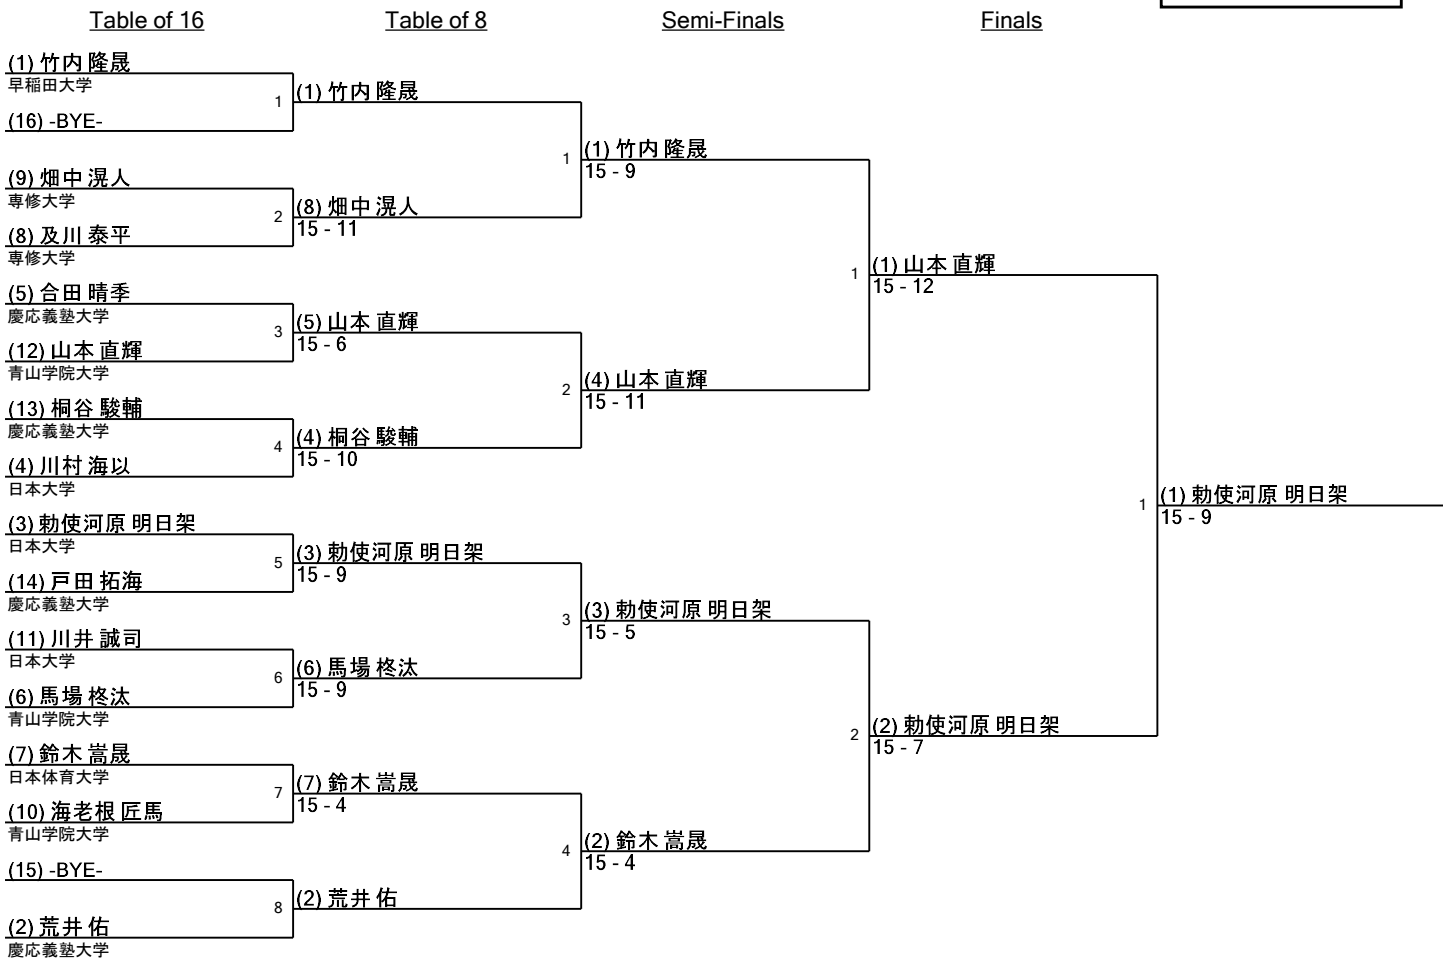 Table of 16
Table of 8
Semi-Finals
Finals
(1) 竹内 隆晟
早稲田大学
1
(16) -BYE-
(1) 竹内 隆晟
(9) 畑中 滉人
専修大学
2
(8) 及川 泰平
専修大学
(8) 畑中 滉人
15 - 11
1
(1) 竹内 隆晟
15 - 9
(5) 合田 晴季
慶応義塾大学
3
(12) 山本 直輝
青山学院大学
(5) 山本 直輝
15 - 6
(13) 桐谷 駿輔
慶応義塾大学
4
(4) 川村 海以
日本大学
(4) 桐谷 駿輔
15 - 10
2
(4) 山本 直輝
15 - 11
1
(1) 山本 直輝
15 - 12
(3) 勅使河原 明日架
日本大学
5
(14) 戸田 拓海
慶応義塾大学
(3) 勅使河原 明日架
15 - 9
(11) 川井 誠司
日本大学
6
(6) 馬場 柊汰
青山学院大学
(6) 馬場 柊汰
15 - 9
3
(3) 勅使河原 明日架
15 - 5
(7) 鈴木 嵩晟
日本体育大学
7
(10) 海老根 匠馬
青山学院大学
(7) 鈴木 嵩晟
15 - 4
(15) -BYE-
8
(2) 荒井 佑
慶応義塾大学
(2) 荒井 佑
4
(2) 鈴木 嵩晟
15 - 4
2
(2) 勅使河原 明日架
15 - 7
1
(1) 勅使河原 明日架
15 - 9